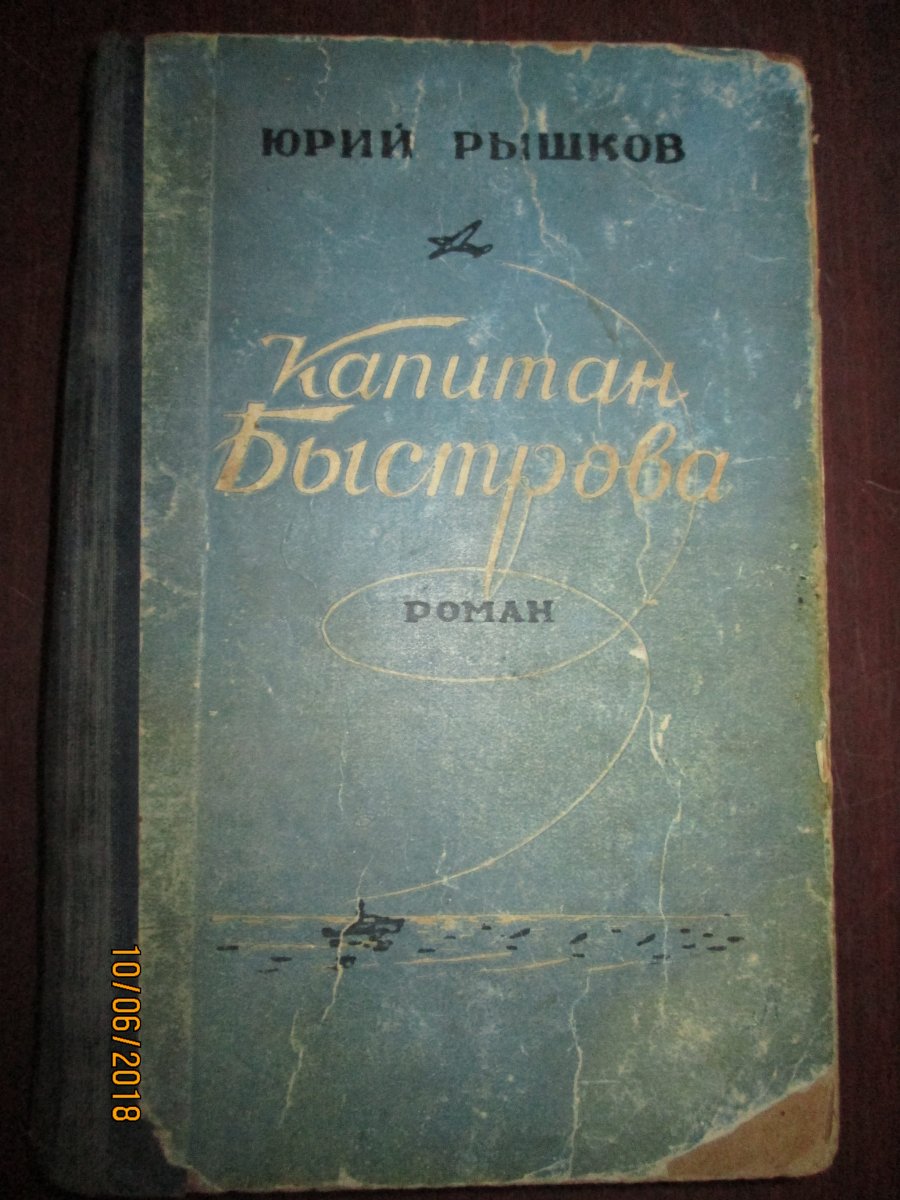 ЮРИЙ РЫШКОВ
Капитан
Быстрова
РОМАН
10/06/2018